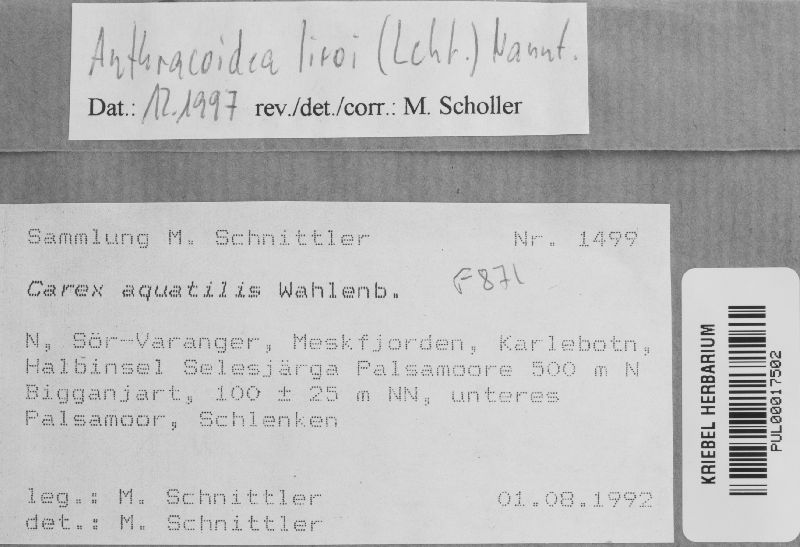 Anthracoidea liroi (Leht.) Nannf.
Dat.: 12.1997 rev./det./corr.: M. Scholler
Sammlung M. Schnittler Nr. 1499
Carex aquatilis Wahlenb.
F871
N, Sör-Varanger, Meskfjorden, Karlebotn,
Halbinsel Selesjärga Palsamoore 500 m N
Bigganjart, 100 ± 25 m NN, unteres
Palsamoor, Schlenken
leg.: M. Schnittler 01.08.1992
det.: M. Schnittler
KRIEBEL HERBARIUM
PUL00017502